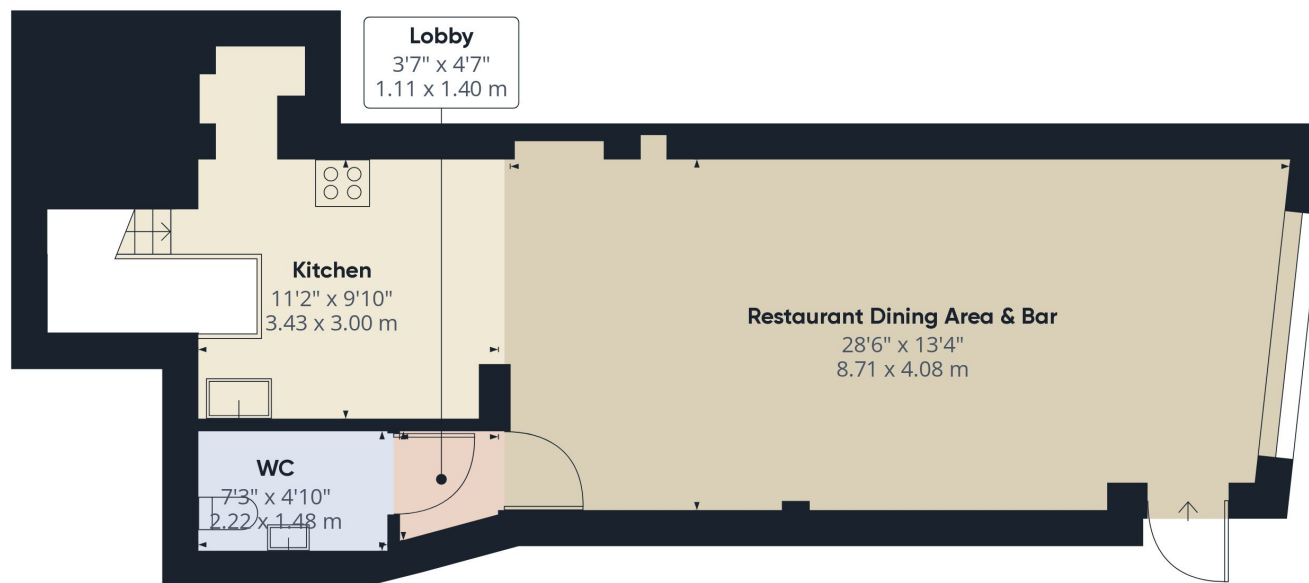 Lobby
3'7" x 4'7"
1.11 x 1.40 m
Kitchen
11'2" x 9'10"
3.43 x 3.00 m
Restaurant Dining Area & Bar
28'6" x 13'4"
8.71 x 4.08 m
WC
7'3" x 4'10"
2.22 x 1.48 m